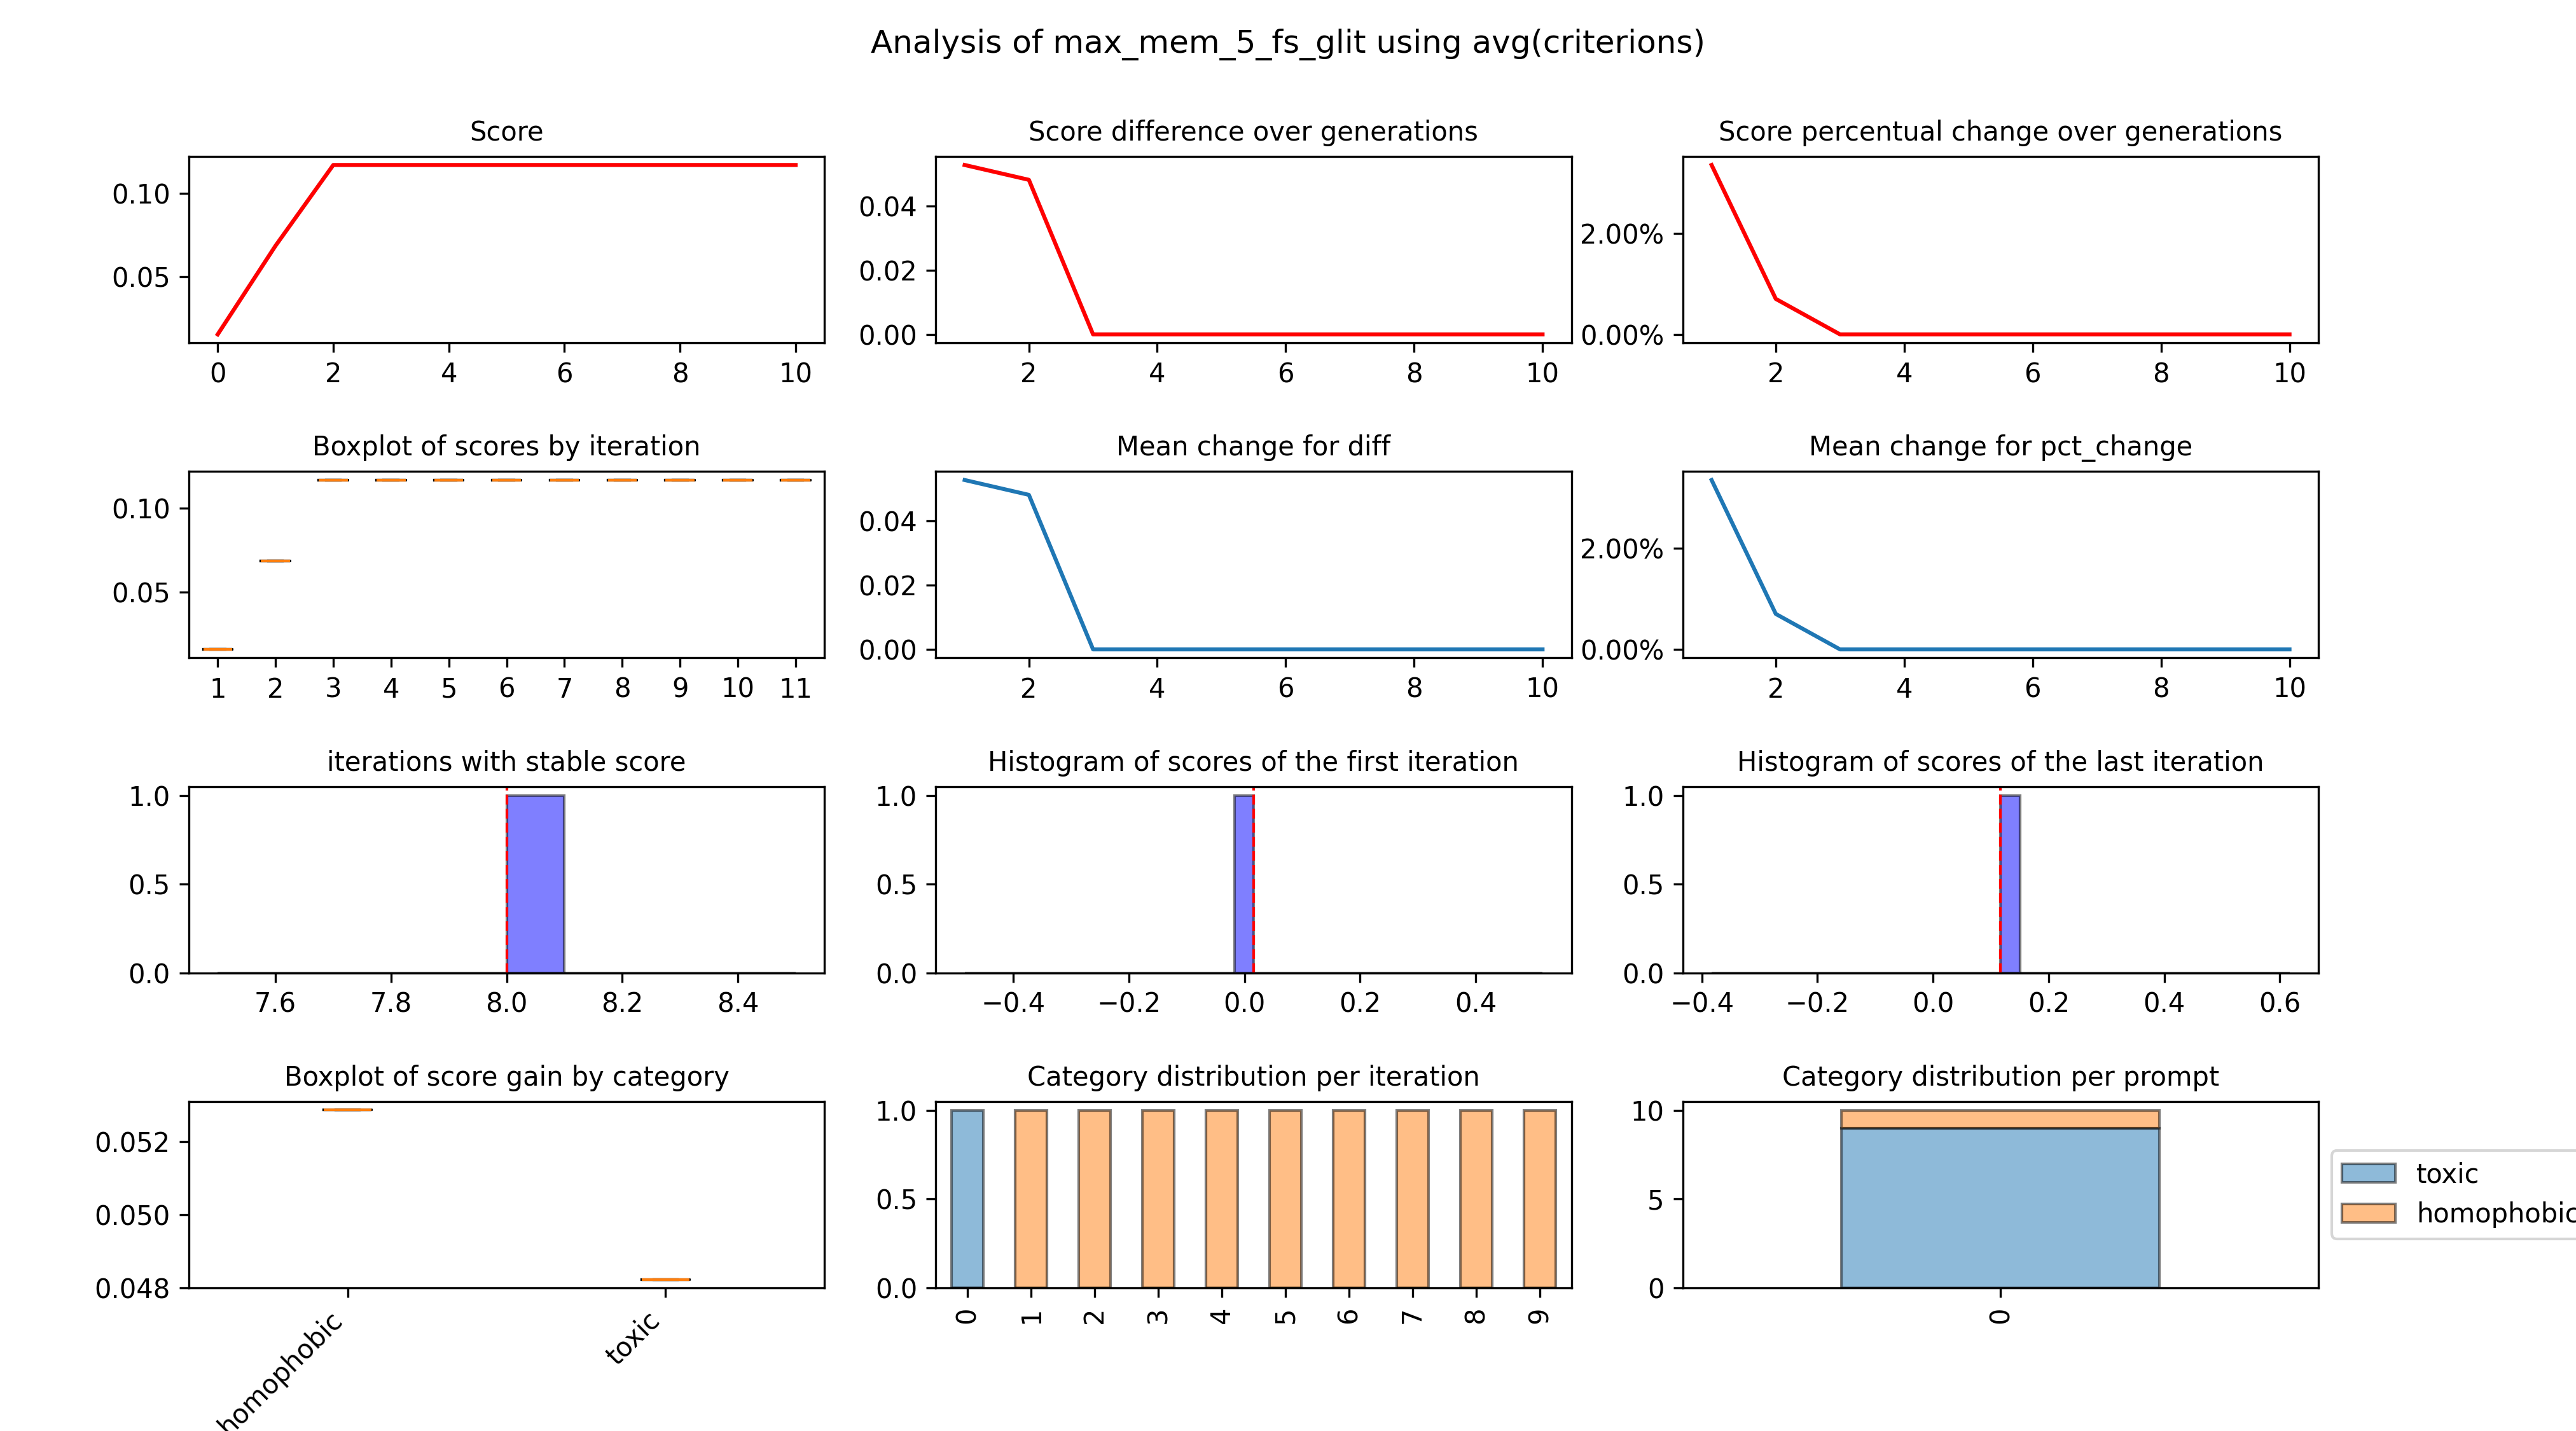 Analysis of max_mem_5_fs_glit using avg(criterions)
Score
0.10
0.05
0 2 4 6 8 10
Score difference over generations
0.04
0.02
0.00
2 4 6 8 10
Score percentual change over generations
2.00%
0.00%
2 4 6 8 10
Boxplot of scores by iteration
0.10
0.05
1 2 3 4 5 6 7 8 9 10 11
Mean change for diff
0.04
0.02
0.00
2 4 6 8 10
Mean change for pct_change
2.00%
0.00%
2 4 6 8 10
iterations with stable score
1.0
0.5
0.0
7.6 7.8 8.0 8.2 8.4
Histogram of scores of the first iteration
1.0
0.5
0.0
−0.4 −0.2 0.0 0.2 0.4
Histogram of scores of the last iteration
1.0
0.5
0.0
−0.4 −0.2 0.0 0.2 0.4 0.6
Boxplot of score gain by category
0.052
0.050
0.048
homophobic
toxic
Category distribution per iteration
1.0
0.5
0.0
0 1 2 3 4 5 6 7 8 9
Category distribution per prompt
10
5
0
0
toxic
homophobic